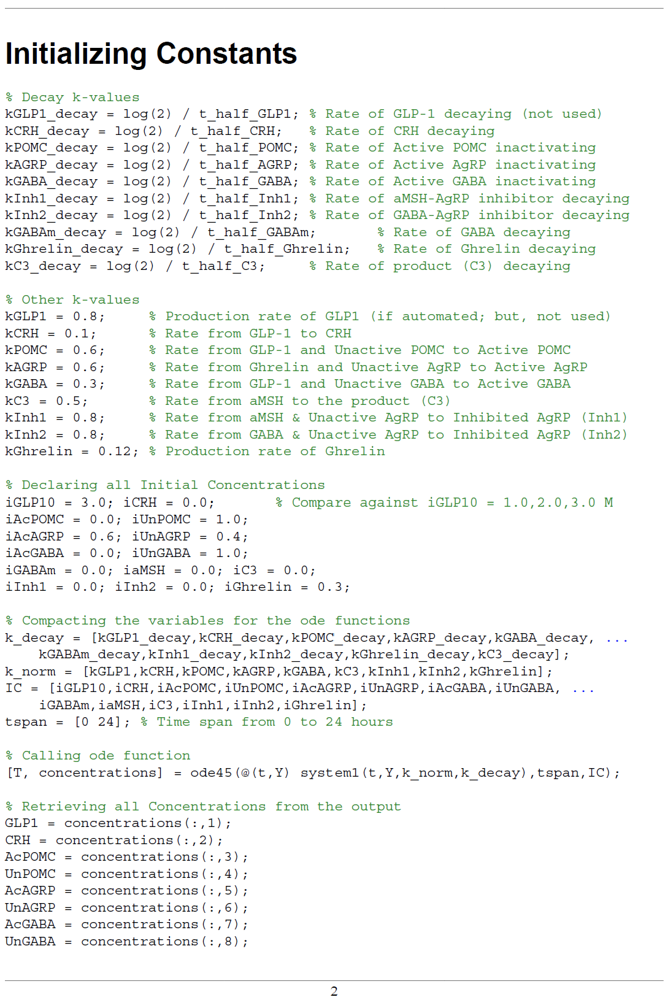 Initializing Constants
% Decay k-values
kGLP1_decay = log(2) / t_half_GLP1; % Rate of GLP-1 decaying (not used)
kCRH_decay = log(2) / t_half_CRH;   % Rate of CRH decaying
kPOMC_decay = log(2) / t_half_POMC; % Rate of Active POMC inactivating
kAGRP_decay = log(2) / t_half_AGRP; % Rate of Active AgRP inactivating
kGABA_decay = log(2) / t_half_GABA; % Rate of Active GABA inactivating
kInh1_decay = log(2) / t_half_Inh1; % Rate of aMSH-AgRP inhibitor decaying
kInh2_decay = log(2) / t_half_Inh2; % Rate of GABA-AgRP inhibitor decaying
kGABAm_decay = log(2) / t_half_GABAm;       % Rate of GABA decaying
kGhrelin_decay = log(2) / t_half_Ghrelin;   % Rate of Ghrelin decaying
kC3_decay = log(2) / t_half_C3;     % Rate of product (C3) decaying
% Other k-values
kGLP1 = 0.8;     % Production rate of GLP1 (if automated; but, not used)
kCRH = 0.1;      % Rate from GLP-1 to CRH
kPOMC = 0.6;     % Rate from GLP-1 and Unactive POMC to Active POMC
kAGRP = 0.6;     % Rate from Ghrelin and Unactive AgRP to Active AgRP
kGABA = 0.3;     % Rate from GLP-1 and Unactive GABA to Active GABA
kC3 = 0.5;       % Rate from aMSH to the product (C3)
kInh1 = 0.8;     % Rate from aMSH & Unactive AgRP to Inhibited AgRP (Inh1)
kInh2 = 0.8;     % Rate from GABA & Unactive AgRP to Inhibited AgRP (Inh2)
kGhrelin = 0.12; % Production rate of Ghrelin
% Declaring all Initial Concentrations
iGLP10 = 3.0; iCRH = 0.0;       % Compare against iGLP10 = 1.0,2.0,3.0 M
iAcPOMC = 0.0; iUnPOMC = 1.0;
iAcAGRP = 0.6; iUnAGRP = 0.4;
iAcGABA = 0.0; iUnGABA = 1.0;
iGABAm = 0.0; iaMSH = 0.0; iC3 = 0.0;
iInh1 = 0.0; iInh2 = 0.0; iGhrelin = 0.3;
% Compacting the variables for the ode functions
k_decay = [kGLP1_decay,kCRH_decay,kPOMC_decay,kAGRP_decay,kGABA_decay, ...
    kGABAm_decay,kInh1_decay,kInh2_decay,kGhrelin_decay,kC3_decay];
k_norm = [kGLP1,kCRH,kPOMC,kAGRP,kGABA,kC3,kInh1,kInh2,kGhrelin];
IC = [iGLP10,iCRH,iAcPOMC,iUnPOMC,iAcAGRP,iUnAGRP,iAcGABA,iUnGABA, ...
    iGABAm,iaMSH,iC3,iInh1,iInh2,iGhrelin];
tspan = [0 24]; % Time span from 0 to 24 hours
% Calling ode function
[T, concentrations] = ode45(@(t,Y) system1(t,Y,k_norm,k_decay),tspan,IC);
% Retrieving all Concentrations from the output
GLP1 = concentrations(:,1);
CRH = concentrations(:,2);
AcPOMC = concentrations(:,3);
UnPOMC = concentrations(:,4);
AcAGRP = concentrations(:,5);
UnAGRP = concentrations(:,6);
AcGABA = concentrations(:,7);
UnGABA = concentrations(:,8);
2